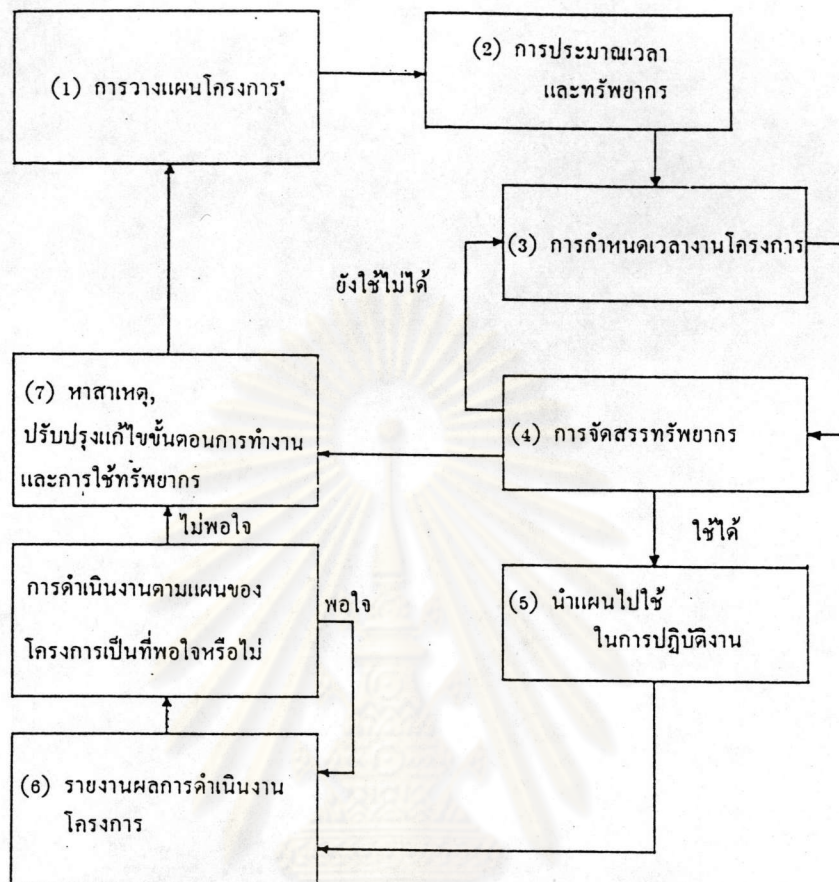 (1) การวางแผนโครงการ
(2) การประมาณเวลา
และทรัพยากร
(3) การกำหนดเวลางานโครงการ
ยังใช้ไม่ได้
(4) การจัดสรรทรัพยากร
(7) หาสาเหตุ,
ปรับปรุงแก้ไขขั้นตอนการทำงาน
และการใช้ทรัพยากร
ไม่พอใจ
ใช้ได้
การดำเนินงานตามแผนของ
โครงการเป็นที่พอใจหรือไม่
พอใจ
(5) นำแผนไปใช้
ในการปฏิบัติงาน
(6) รายงานผลการดำเนินงาน
โครงการ